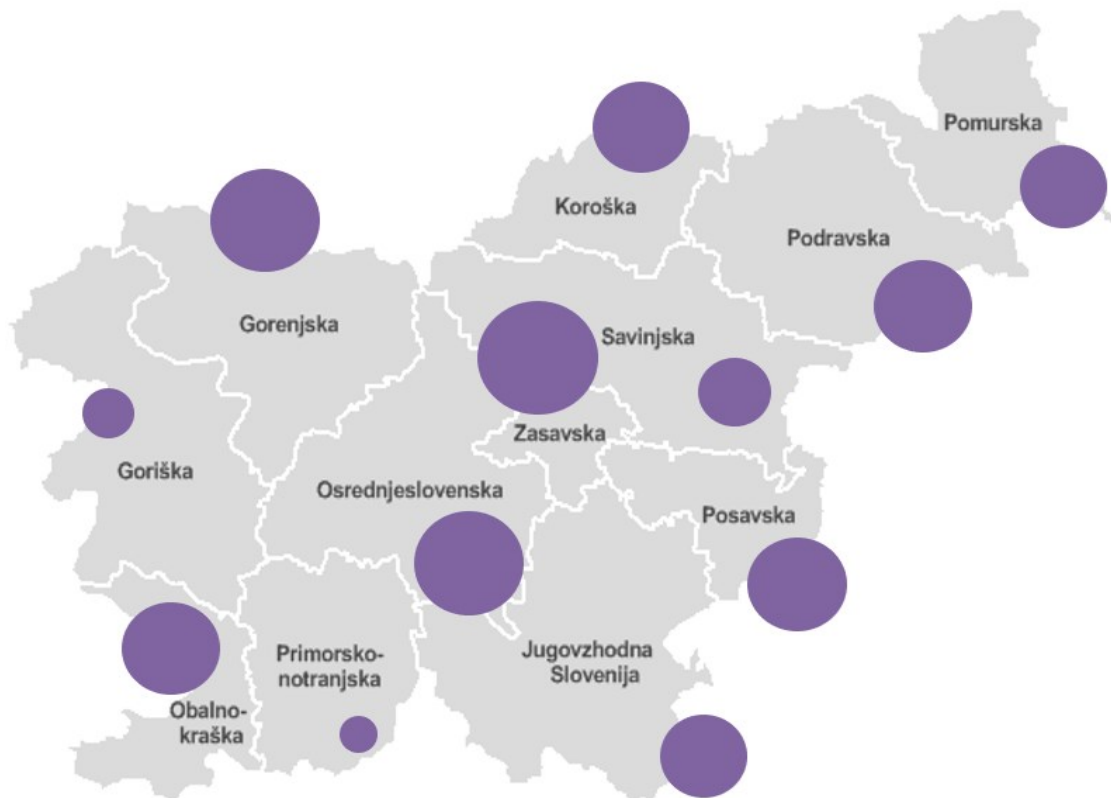 Pomurska
Koroška
Podravska
Gorenjska
Savinjska
Zasavska
Goriška
Osrednjeslovenska
Posavska
Primorsko-
notranjska
Jugovzhodna
Slovenija
Obalno-
kraška